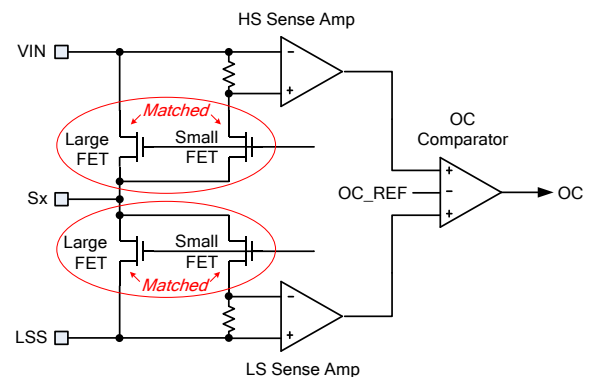 HS Sense Amp
VIN
−
+
Matched
Large
FET
Small
FET
OC
Comparator
+
−
+
OC_REF
OC
Sx
Large
FET
Small
FET
Matched
−
+
LSS
LS Sense Amp